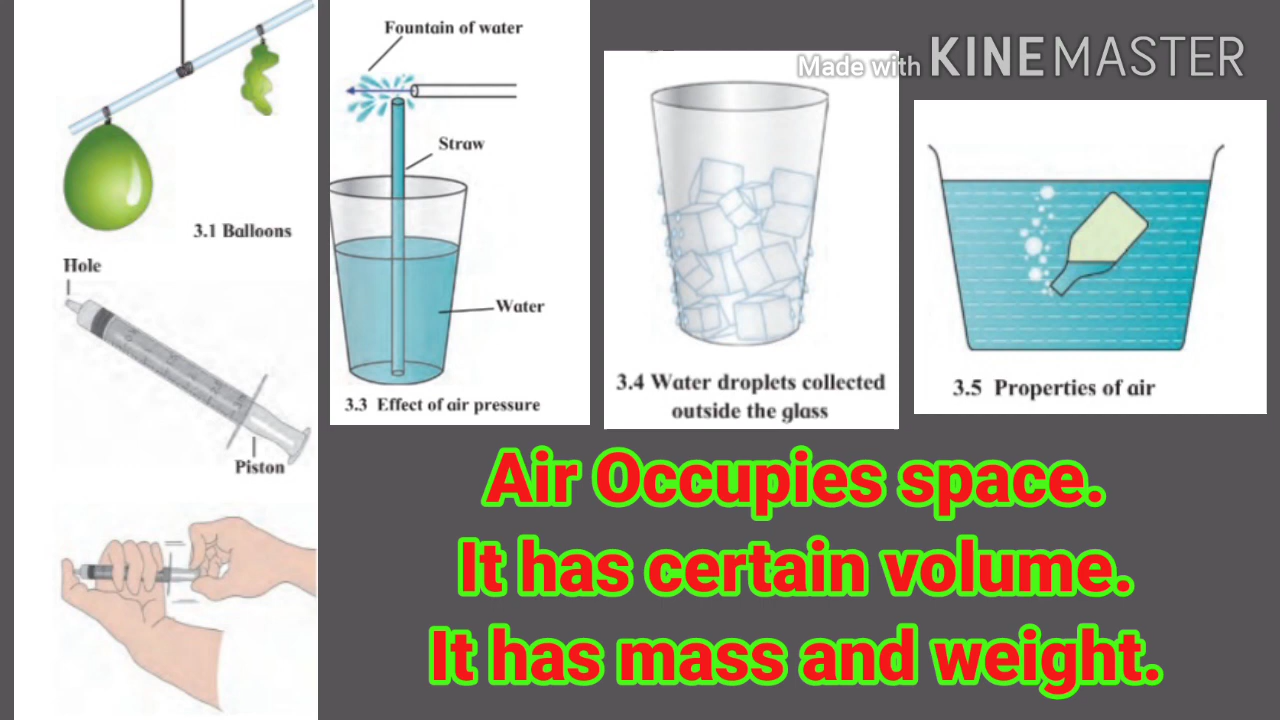 3.1 Balloons
Hole
Piston
Fountain of water
Straw
Water
3.3 Effect of air pressure
3.4 Water droplets collected
outside the glass
Made with KINEMASTER
3.5 Properties of air
Air Occupies space.
It has certain volume.
It has mass and weight.